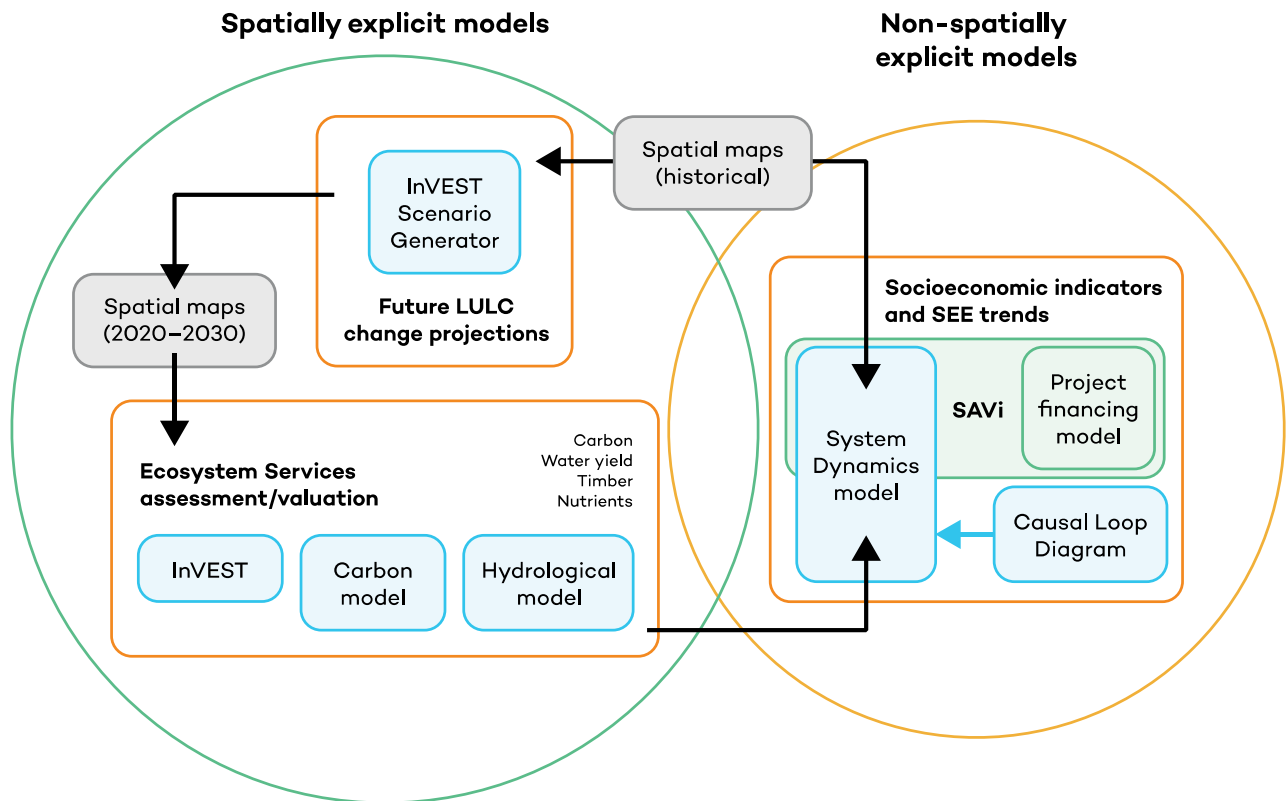 Spatially explicit models
Non-spatially
explicit models
Spatial maps
(historical)
InVEST
Scenario
Generator
Future LULC
change projections
Spatial maps
(2020–2030)
Socioeconomic indicators
and SEE trends
SAVi
Project
financing
model
System
Dynamics
model
Causal Loop
Diagram
Ecosystem Services
assessment/valuation
Carbon
Water yield
Timber
Nutrients
InVEST
Carbon
model
Hydrological
model